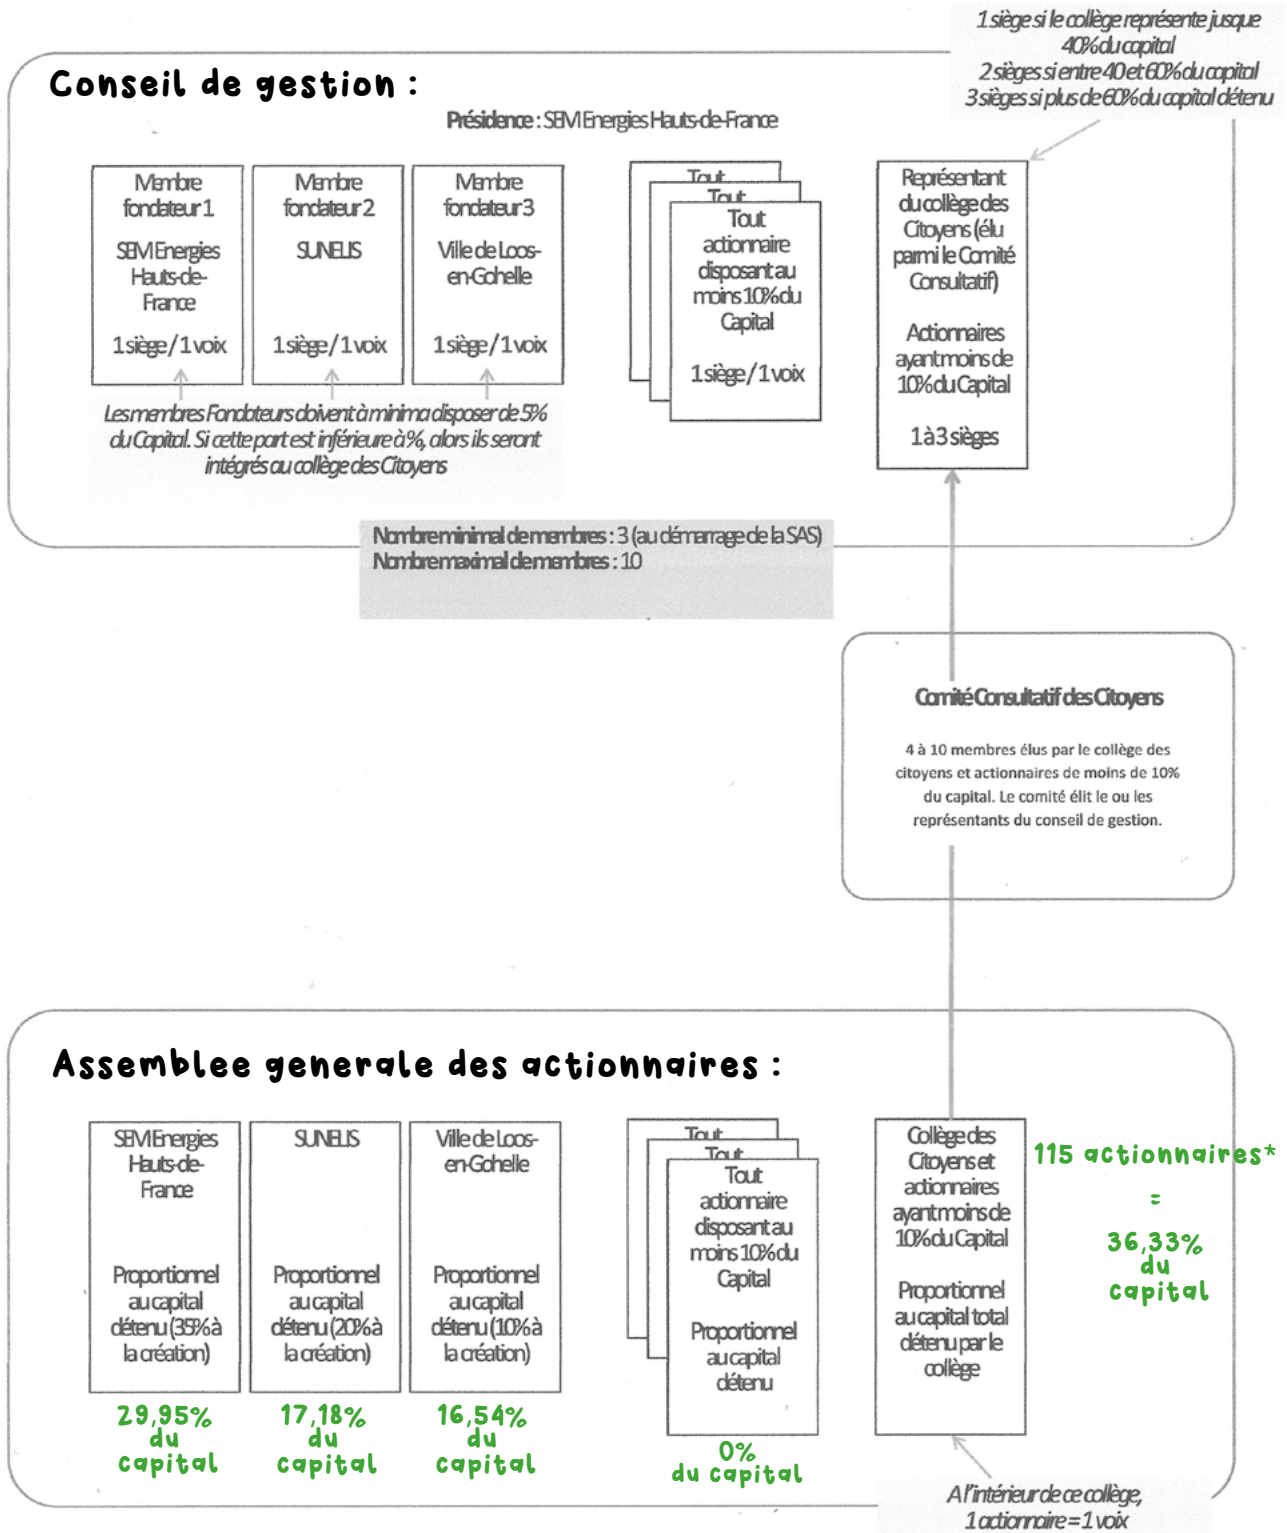 1 siège si le collège représente jusque
40% du capital
2 sièges si entre 40 et 60% du capital
3 sièges si plus de 60% du capital détenu
Conseil de gestion :
Présidence : SEM Energies Hauts-de-France
Membre
fondateur 1
SEM Energies
Hauts-de-
France
1 siège / 1 voix
Membre
fondateur 2
SUNELIS
1 siège / 1 voix
Membre
fondateur 3
Ville de Loos-
en-Gohelle
1 siège / 1 voix
Tout
Tout
Tout
actionnaire
disposant au
moins 10% du
Capital
1 siège / 1 voix
Représentant
du collège des
Citoyens (élu
parmi le Comité
Consultatif)
Actionnaires
ayant moins de
10% du Capital
1 à 3 sièges
Les membres Fondateurs doivent à minima disposer de 5%
du Capital. Si cette part est inférieure à %, alors ils seront
intégrés au collège des Citoyens
Nombre minimal de membres : 3 (au démarrage de la SAS)
Nombre maximal de membres : 10
Comité Consultatif des Citoyens
4 à 10 membres élus par le collège des
citoyens et actionnaires de moins de 10%
du capital. Le comité élit le ou les
représentants du conseil de gestion.
Assemblee generale des actionnaires :
SEM Energies
Hauts-de-
France
Proportionnel
au capital
détenu (35% à
la création)
29,95%
du
capital
SUNELIS
Proportionnel
au capital
détenu (20% à
la création)
17,18%
du
capital
Ville de Loos-
en-Gohelle
Proportionnel
au capital
détenu (10% à
la création)
16,54%
du
capital
Tout
Tout
Tout
actionnaire
disposant au
moins 10% du
Capital
Proportionnel
au capital
détenu
0%
du capital
Collège des
Citoyens et
actionnaires
ayant moins de
10% du Capital
Proportionnel
au capital total
détenu par le
collège
115 actionnaires*
=
36,33%
du
capital
A l'intérieur de ce collège,
1 actionnaire = 1 voix